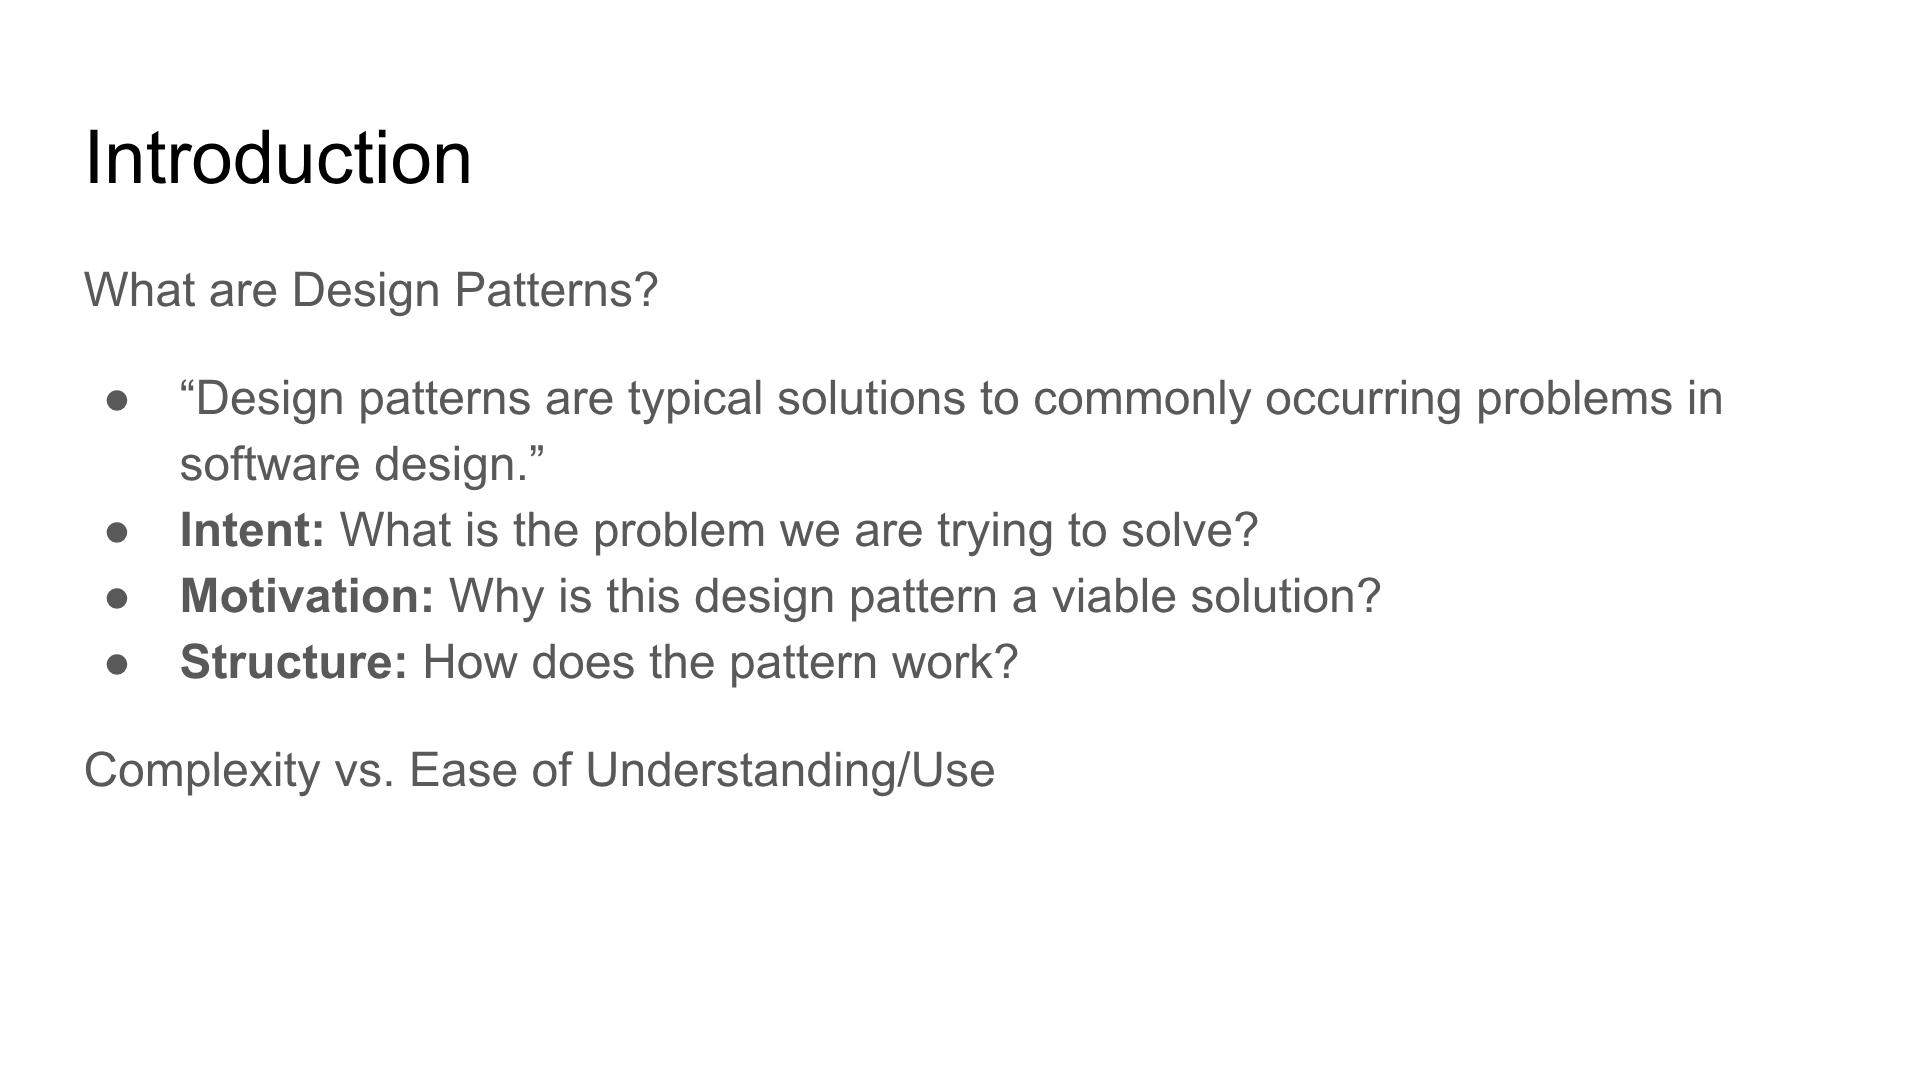 Introduction
What are Design Patterns?
● “Design patterns are typical solutions to commonly occurring problems in
software design.”
● Intent: What is the problem we are trying to solve?
● Motivation: Why is this design pattern a viable solution?
● Structure: How does the pattern work?
Complexity vs. Ease of Understanding/Use